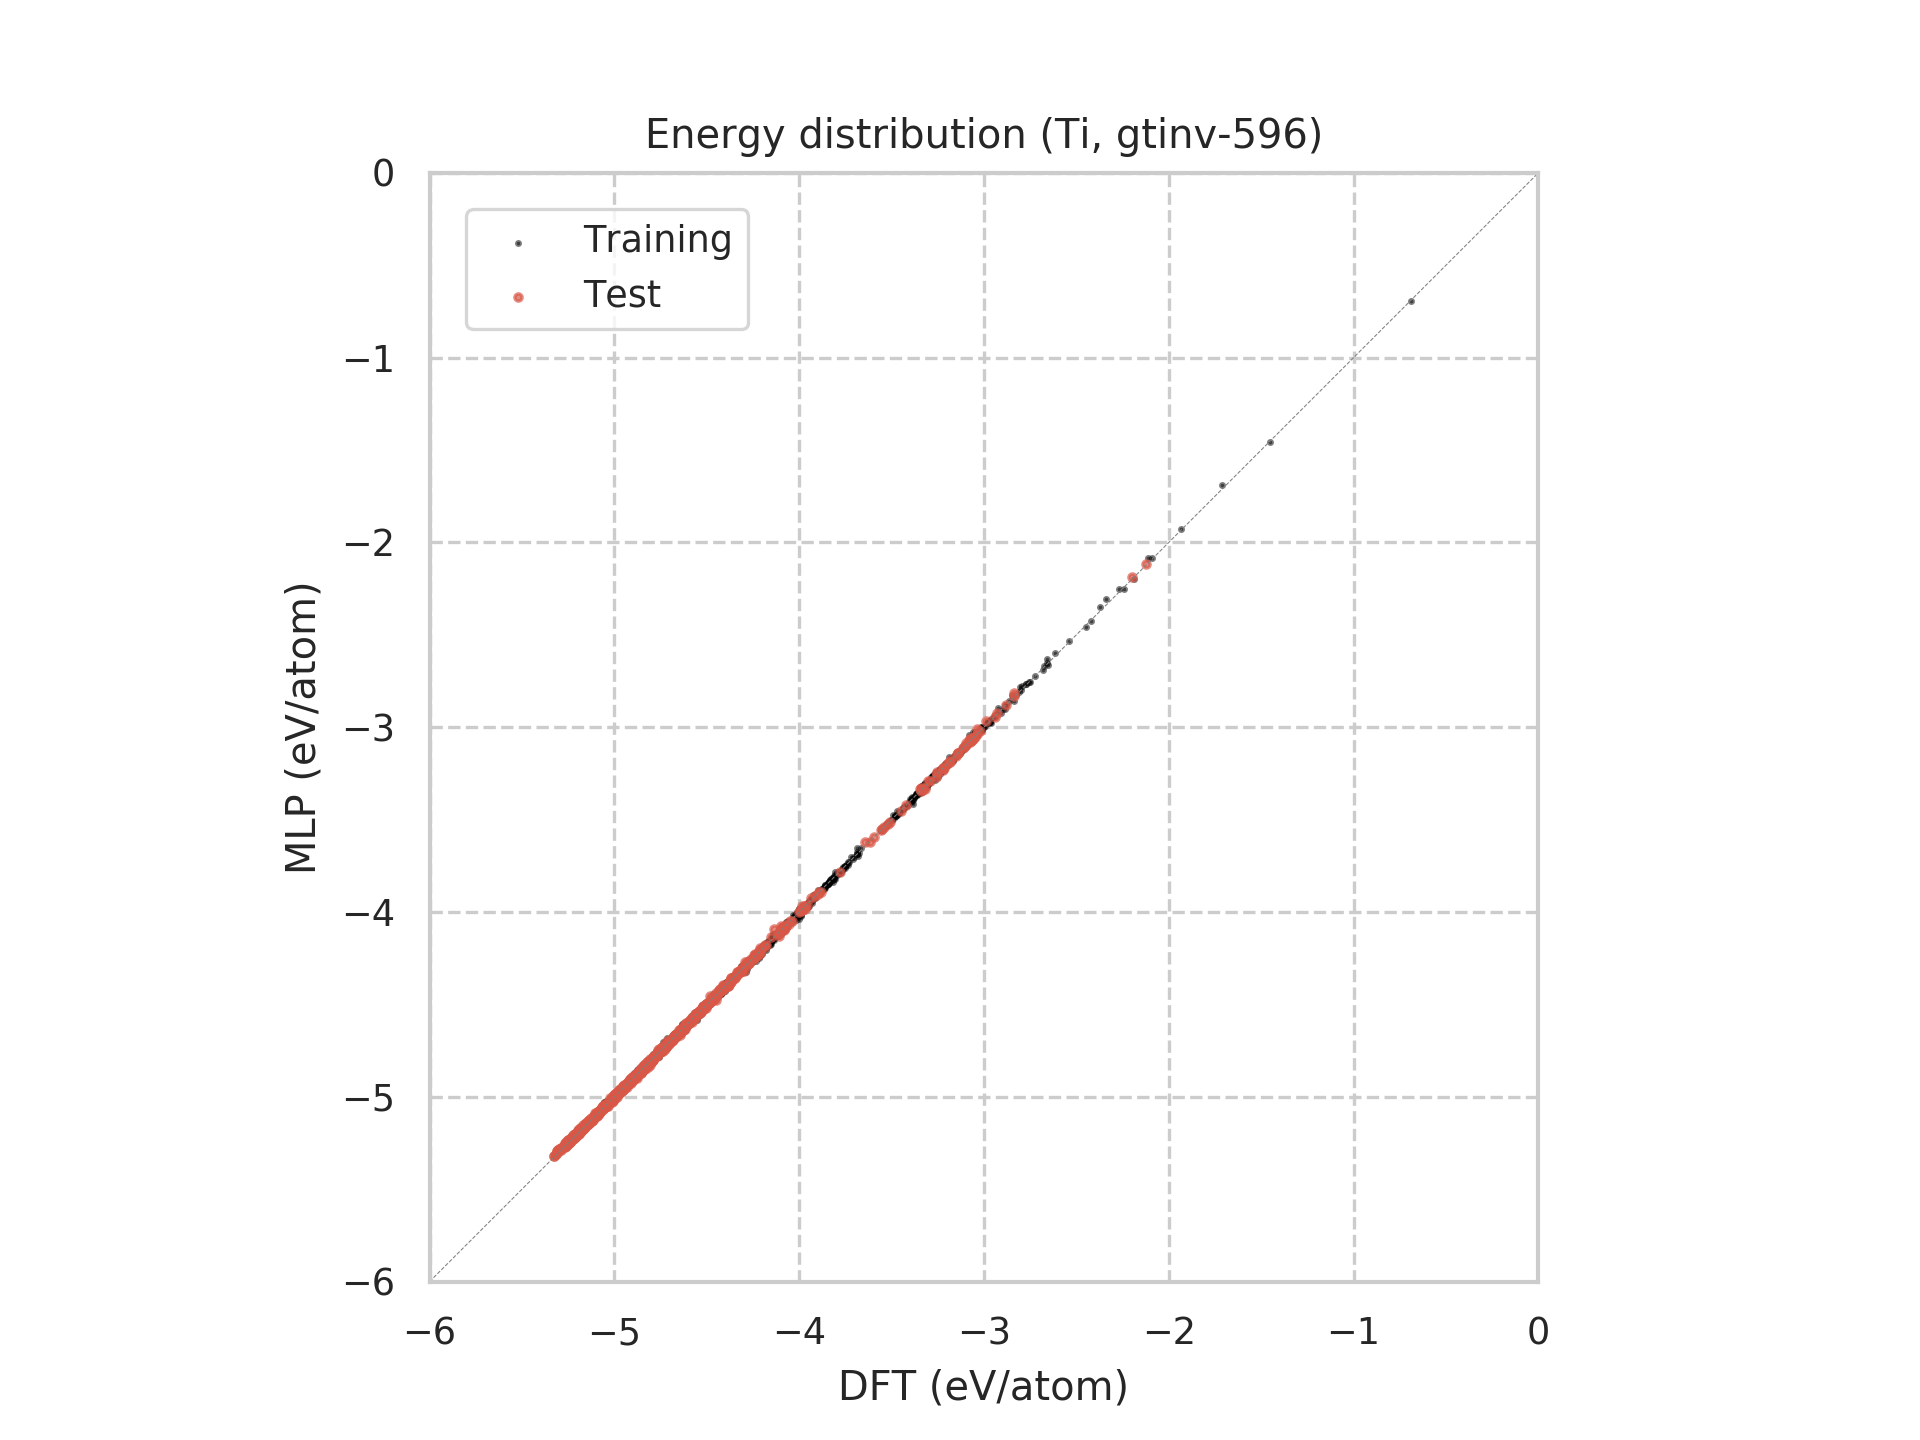 Energy distribution (Ti, gtinv-596)
Training
Test
0
−1
−2
−3
−4
−5
−6
MLP (eV/atom)
−6 −5 −4 −3 −2 −1 0
DFT (eV/atom)